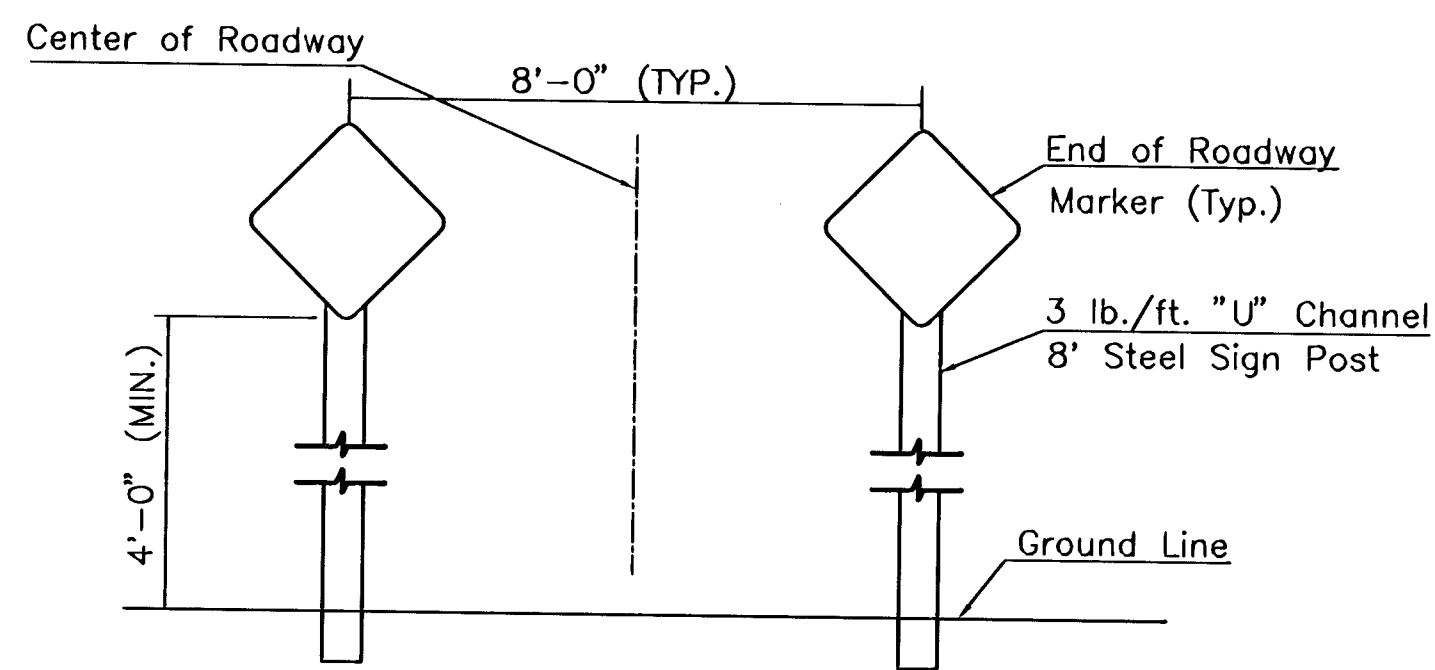 Center of Roadway
8'-0" (TYP.)
End of Roadway
Marker (Typ.)
3 lb./ft. "U" Channel
8' Steel Sign Post
4'-0" (MIN.)
Ground Line